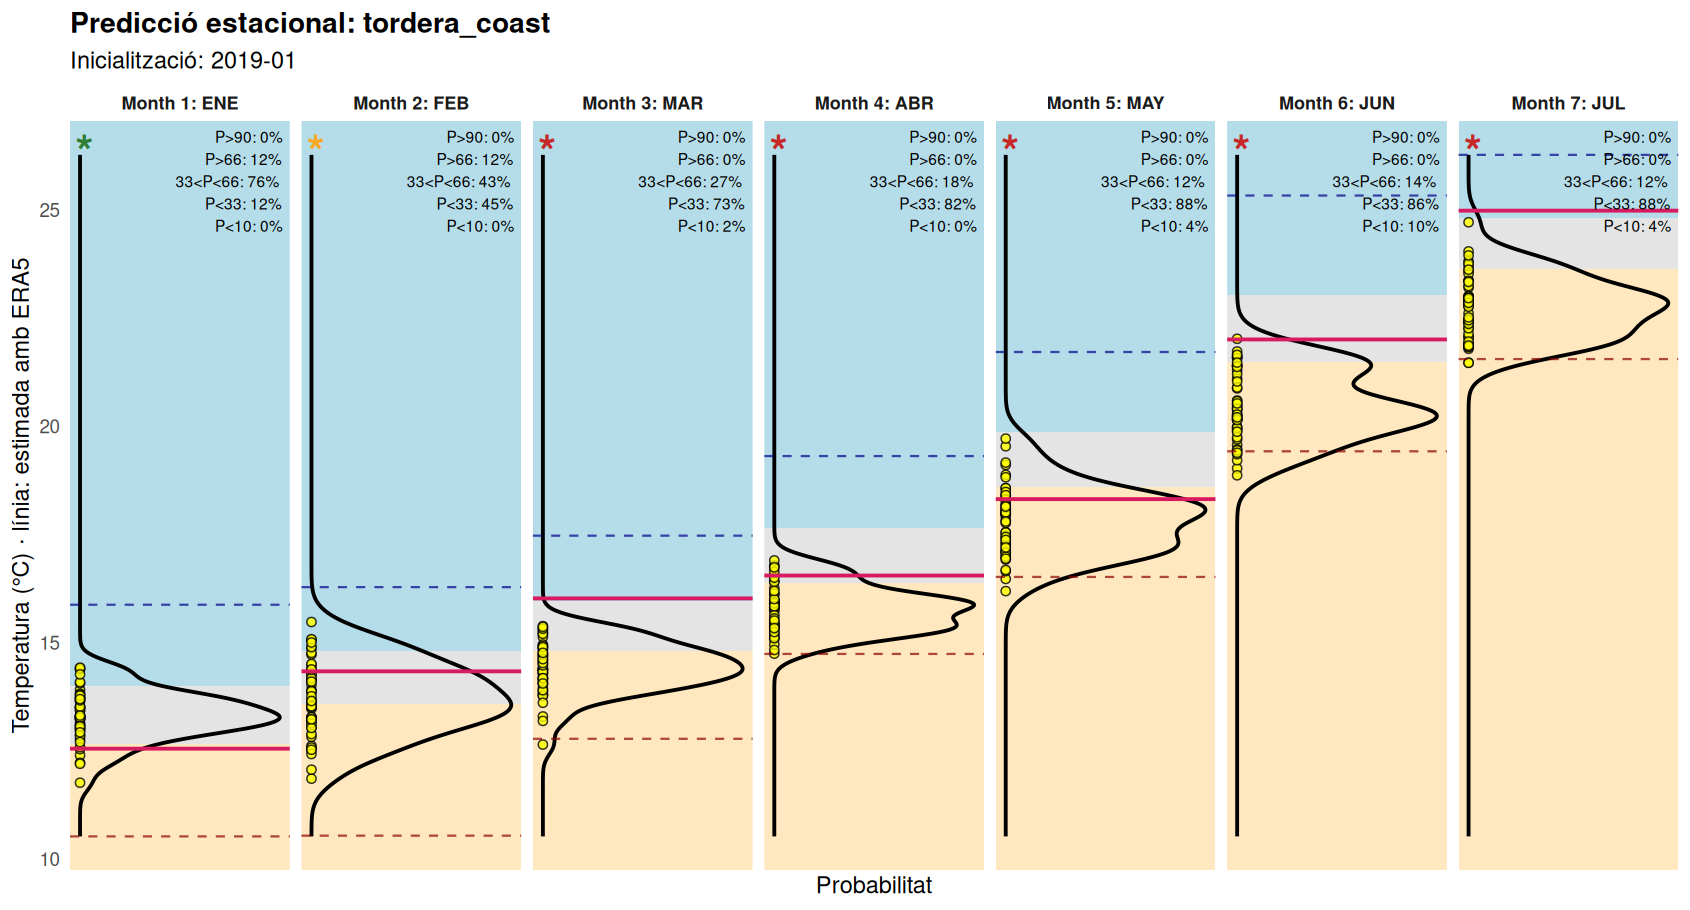 Predicció estacional: tordera_coast
Inicialització: 2019-01
Month 1: ENE
Month 2: FEB
Month 3: MAR
Month 4: ABR
Month 5: MAY
Month 6: JUN
Month 7: JUL
*
P>90: 0%
P>66: 12%
33<P<66: 76%
P<33: 12%
P<10: 0%
*
P>90: 0%
P>66: 12%
33<P<66: 43%
P<33: 45%
P<10: 0%
*
P>90: 0%
P>66: 0%
33<P<66: 27%
P<33: 73%
P<10: 2%
*
P>90: 0%
P>66: 0%
33<P<66: 18%
P<33: 82%
P<10: 0%
*
P>90: 0%
P>66: 0%
33<P<66: 12%
P<33: 88%
P<10: 4%
*
P>90: 0%
P>66: 0%
33<P<66: 14%
P<33: 86%
P<10: 10%
*
P>90: 0%
P>66: 0%
33<P<66: 12%
P<33: 88%
P<10: 4%
25
20
15
10
Temperatura (°C) · línia: estimada amb ERA5
Probabilitat